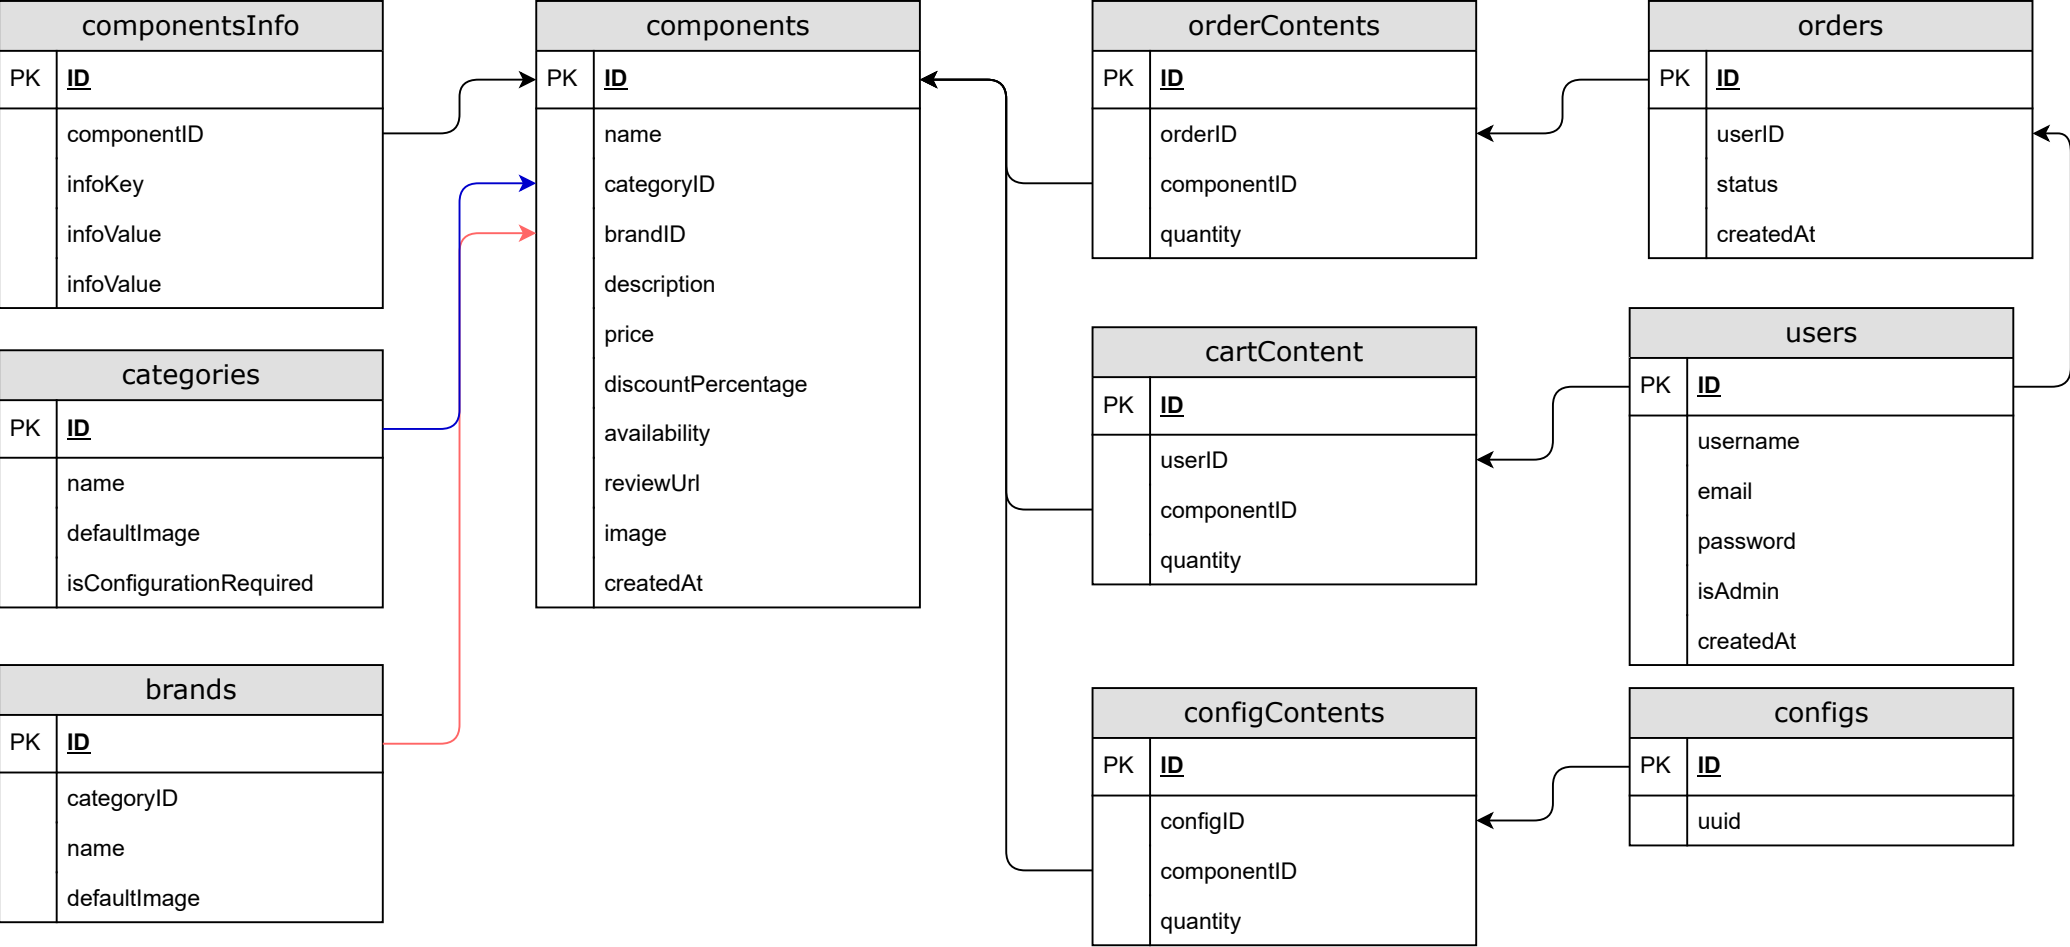 componentsInfo
PK ID
componentID
infoKey
infoValue
infoValue
categories
PK ID
name
defaultImage
isConfigurationRequired
brands
PK ID
categoryID
name
defaultImage
components
PK ID
name
categoryID
brandID
description
price
discountPercentage
availability
reviewUrl
image
createdAt
orderContents
PK ID
orderID
componentID
quantity
cartContent
PK ID
userID
componentID
quantity
configContents
PK ID
configID
componentID
quantity
orders
PK ID
userID
status
createdAt
users
PK ID
username
email
password
isAdmin
createdAt
configs
PK ID
uuid